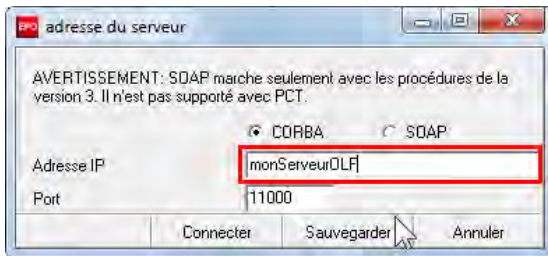 EPO adresse du serveur
AVERTISSEMENT: SOAP marche seulement avec les procédures de la
version 3. Il n'est pas supporté avec PCT.
CORBA SOAP
Adresse IP monServeurOLF
Port 11000
Connecter Sauvegarder Annuler